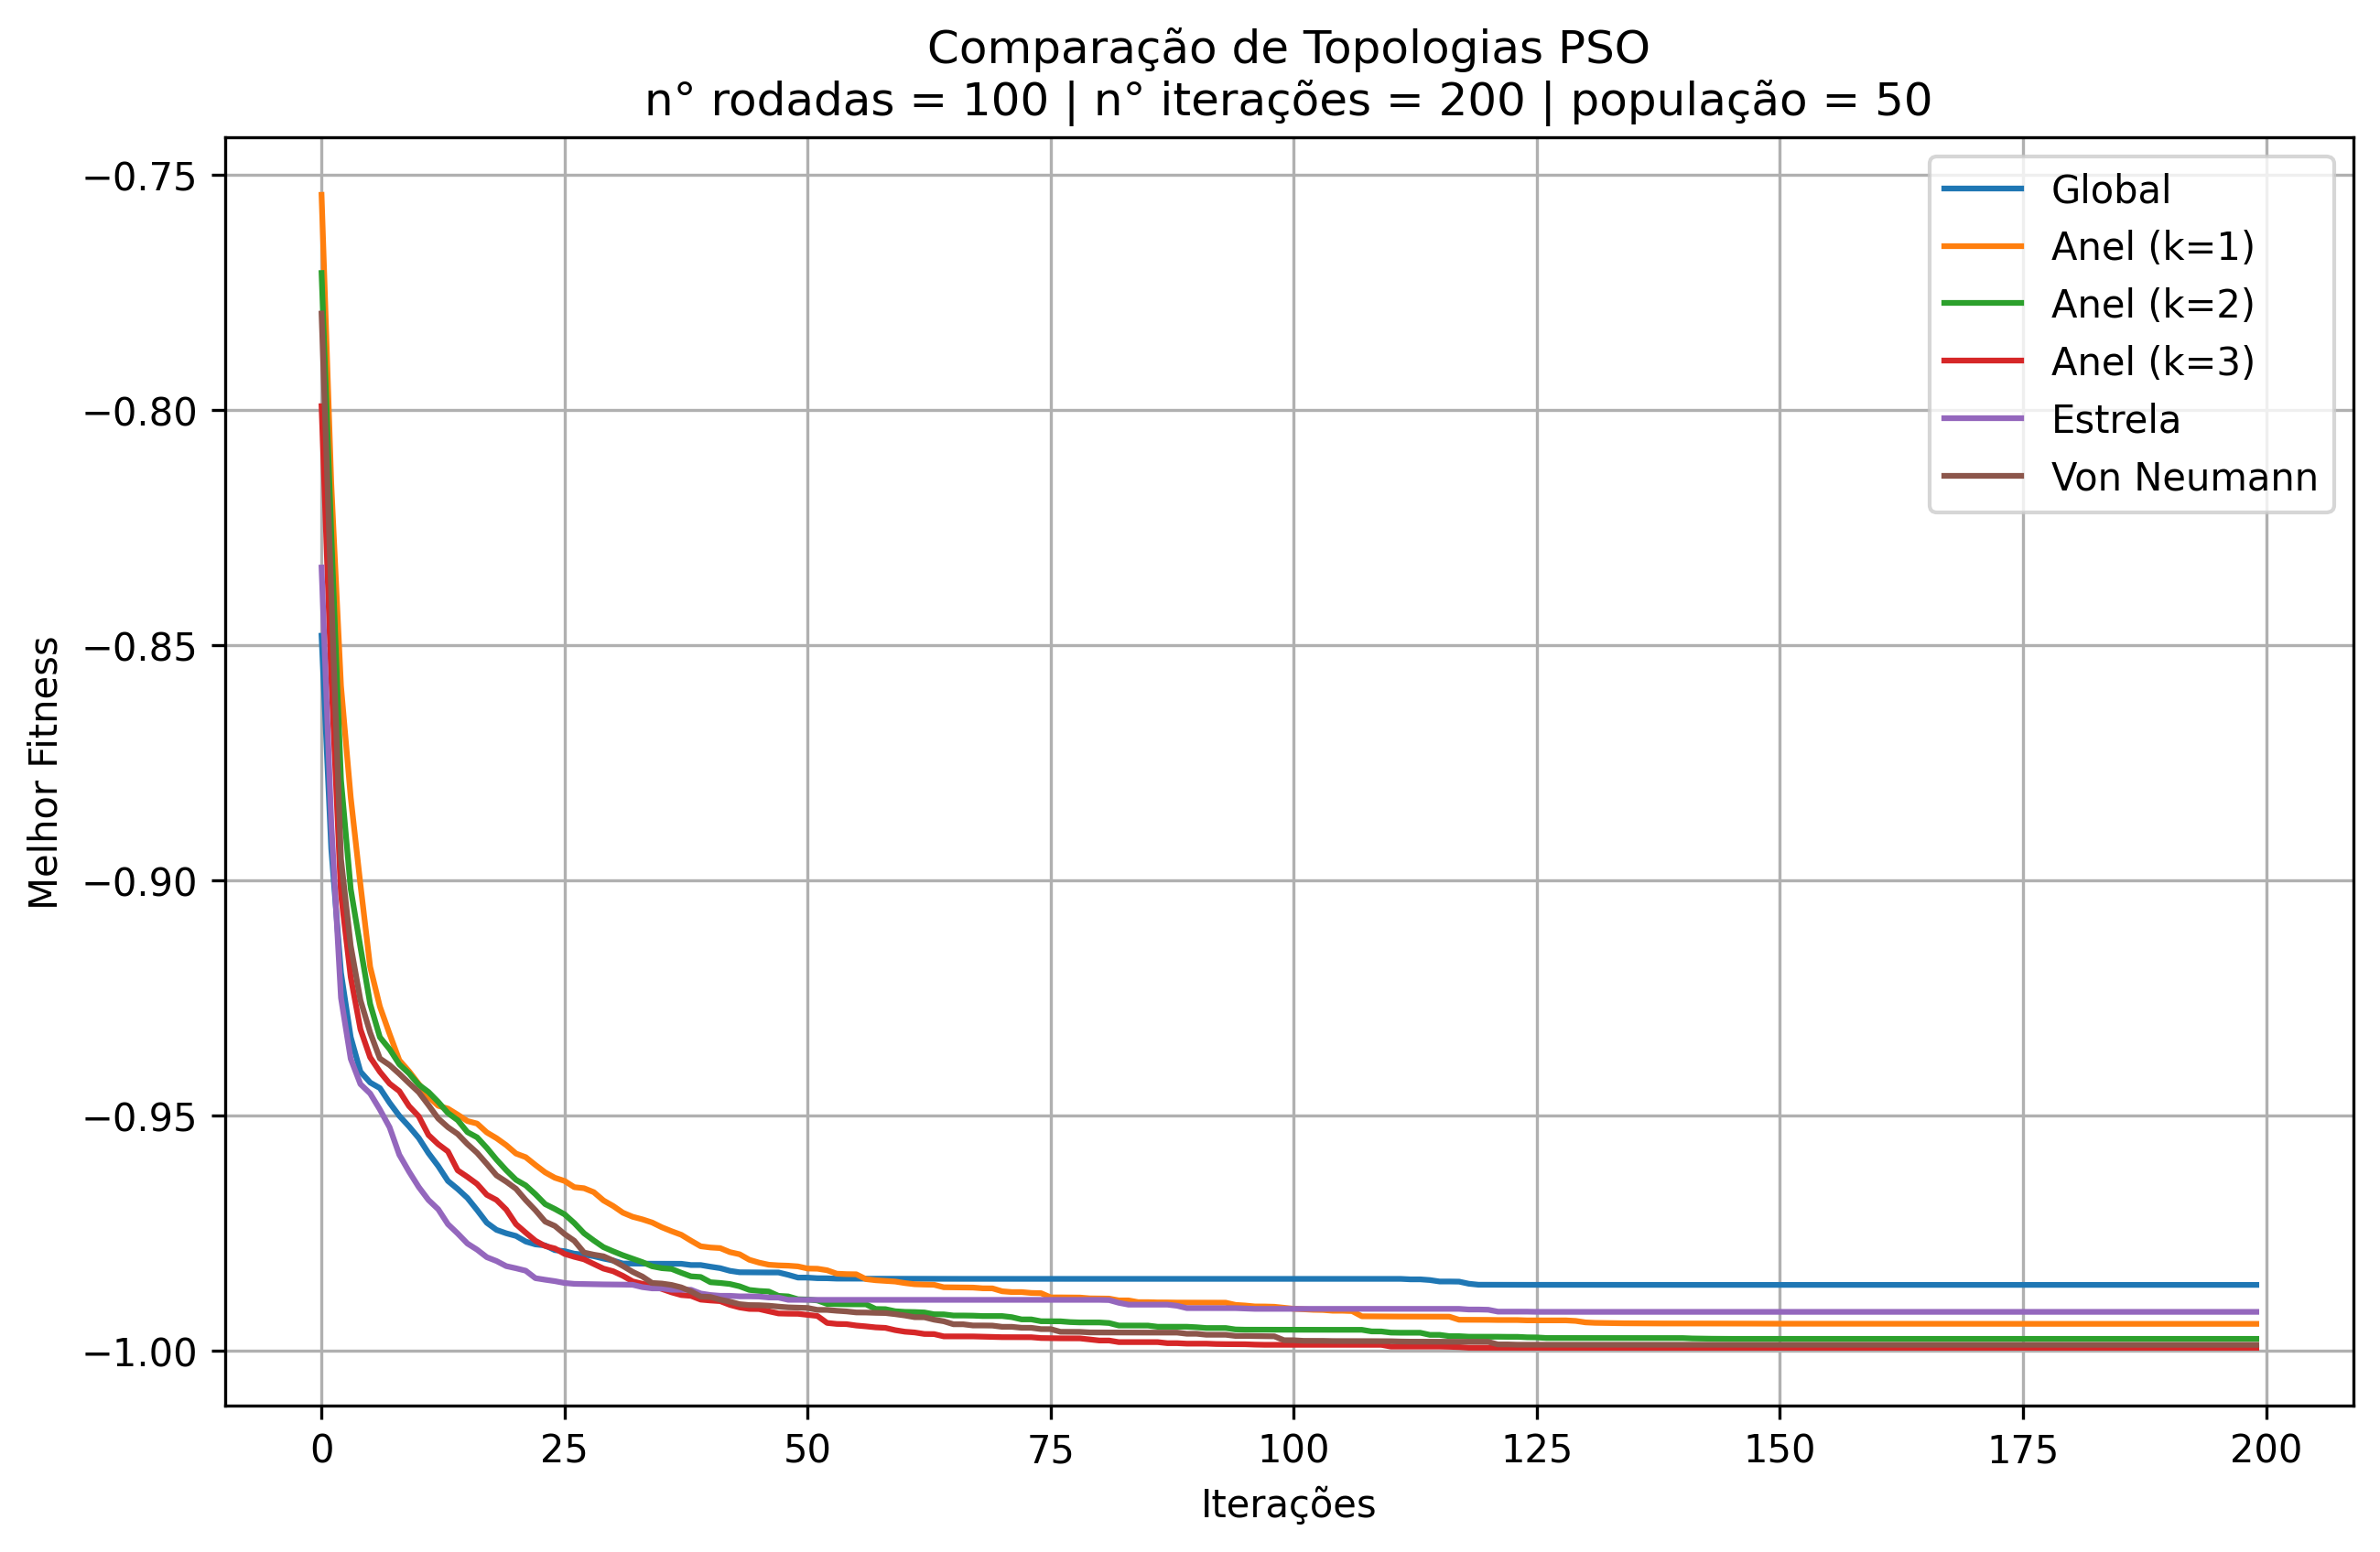 Comparação de Topologias PSO
n° rodadas = 100 | n° iterações = 200 | população = 50
Melhor Fitness
−0.75
−0.80
−0.85
−0.90
−0.95
−1.00
Global
Anel (k=1)
Anel (k=2)
Anel (k=3)
Estrela
Von Neumann
0 25 50 75 100 125 150 175 200
Iterações